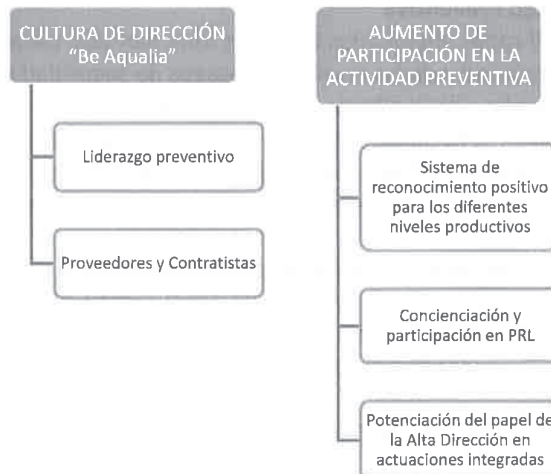 CULTURA DE DIRECCIÓN
“Be Aqualia”
Liderazgo preventivo
Proveedores y Contratistas
AUMENTO DE
PARTICIPACIÓN EN LA
ACTIVIDAD PREVENTIVA
Sistema de
reconocimiento positivo
para los diferentes
niveles productivos
Concienciación y
participación en PRL
Potenciación del papel de
la Alta Dirección en
actuaciones integradas